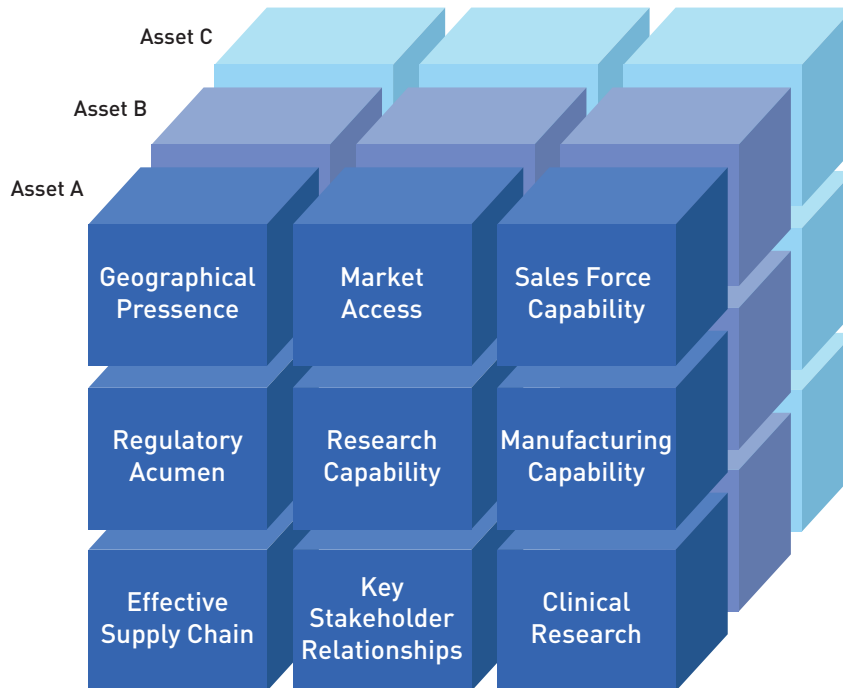 Asset C
Asset B
Asset A
Geographical
Pressence
Market
Access
Sales Force
Capability
Regulatory
Acumen
Research
Capability
Manufacturing
Capability
Effective
Supply Chain
Key
Stakeholder
Relationships
Clinical
Research